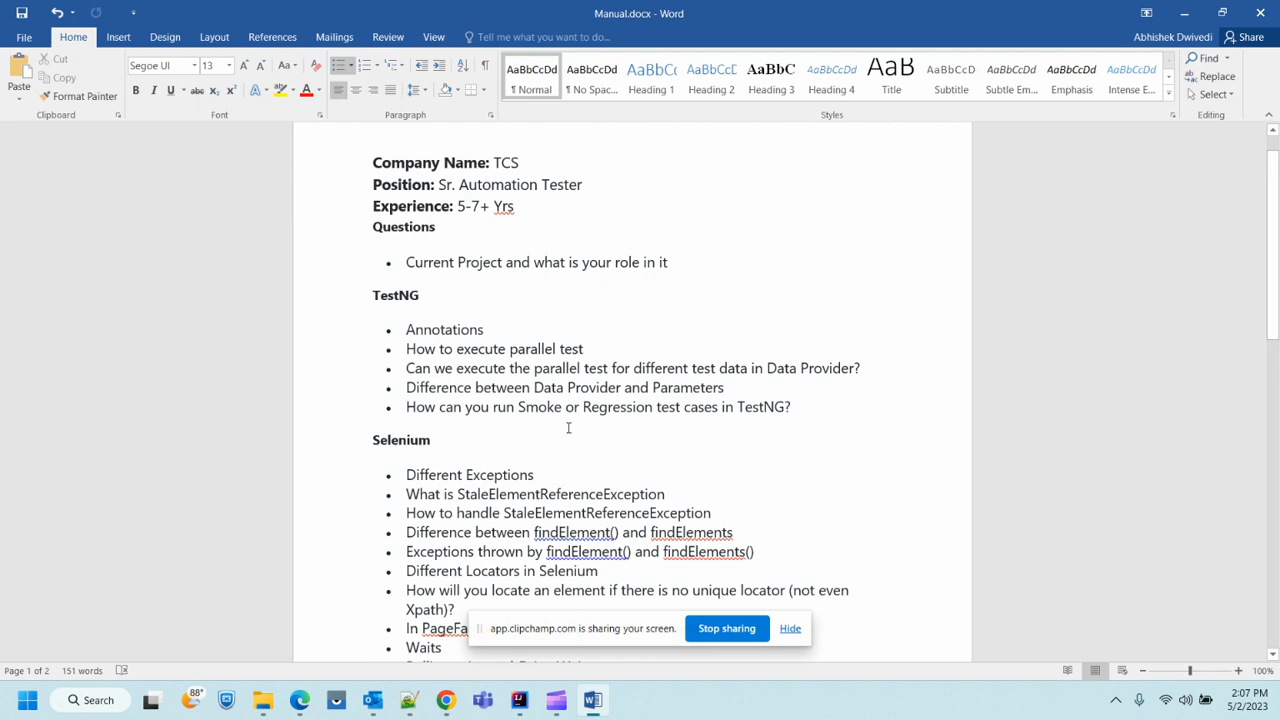 Manual.docx - Word
File Home Insert Design Layout References Mailings Review View Tell me what you want to do... Abhishek Dwivedi Share
Paste
Cut
Copy
Format Painter
Segoe UI 13
AaBbCcDd AaBbCcDd AaBbCc AaBbCcD AaBbC AaBbCcDd AaB AaBbCcD AaBbCcDd AaBbCcDd AaBbCcDd
¶ Normal ¶ No Spac... Heading 1 Heading 2 Heading 3 Heading 4 Title Subtitle Subtle Em... Emphasis Intense E...
Find
Replace
Select
Clipboard Font Paragraph Styles Editing
Company Name: TCS
Position: Sr. Automation Tester
Experience: 5-7+ Yrs
Questions
• Current Project and what is your role in it
TestNG
• Annotations
• How to execute parallel test
• Can we execute the parallel test for different test data in Data Provider?
• Difference between Data Provider and Parameters
• How can you run Smoke or Regression test cases in TestNG?
Selenium
• Different Exceptions
• What is StaleElementReferenceException
• How to handle StaleElementReferenceException
• Difference between findElement() and findElements
• Exceptions thrown by findElement() and findElements()
• Different Locators in Selenium
• How will you locate an element if there is no unique locator (not even
Xpath)?
• In PageFa
app.clipchamp.com is sharing your screen. Stop sharing Hide
• Waits
Page 1 of 2 151 words 100%
Search 88° 2:07 PM
5/2/2023